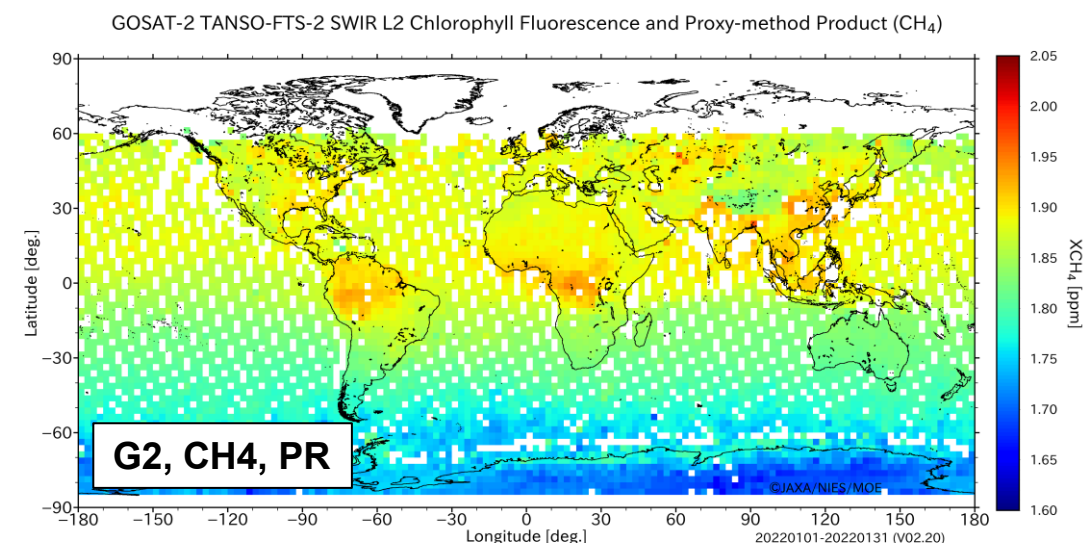 GOSAT-2 TANSO-FTS-2 SWIR L2 Chlorophyll Fluorescence and Proxy-method Product (CH₄)
90
60
30
0
−30
−60
−90
Latitude [deg.]
−180 −150 −120 −90 −60 −30 0 30 60 90 120 150 180
Longitude [deg.]
G2, CH4, PR
©JAXA/NIES/MOE
20220101-20220131 (V02.20)
2.05
2.00
1.95
1.90
1.85
1.80
1.75
1.70
1.65
1.60
XCH₄ [ppm]